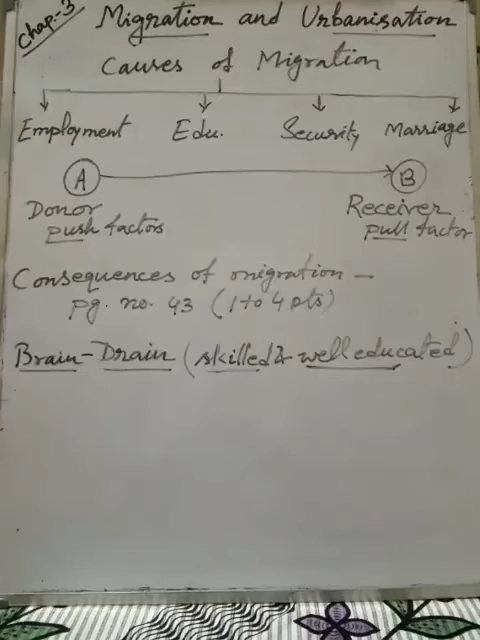 Chap:-3
Migration and Urbanisation
Causes of Migration
Employment Edu. Security Marriage
A B
Donor Receiver
push factors pull factor
Consequences of migration -
pg. no. 43 (1 to 4 pts)
Brain-Drain (skilled & well educated)